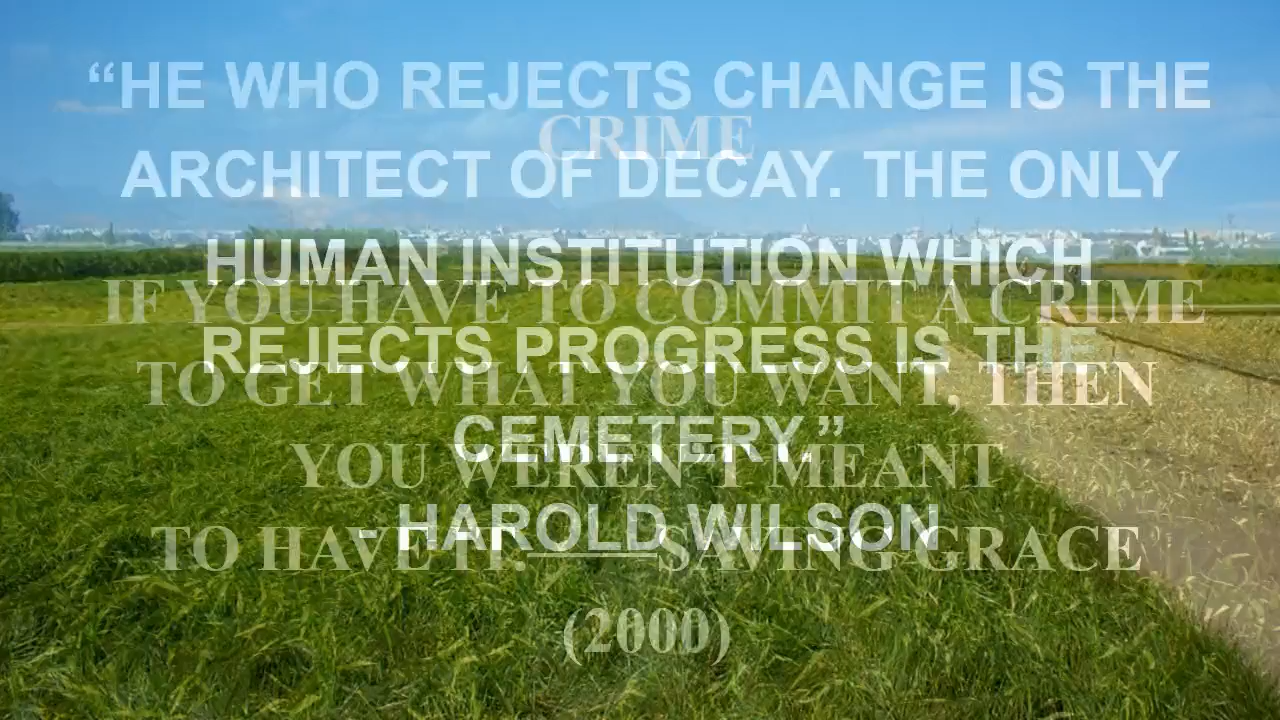 “HE WHO REJECTS CHANGE IS THE
ARCHITECT OF DECAY. THE ONLY
HUMAN INSTITUTION WHICH
REJECTS PROGRESS IS THE
CEMETERY.”
- HAROLD WILSON
CRIME
IF YOU HAVE TO COMMIT A CRIME
TO GET WHAT YOU WANT, THEN
YOU WEREN'T MEANT
TO HAVE IT. ____ SAVING GRACE
(2000)